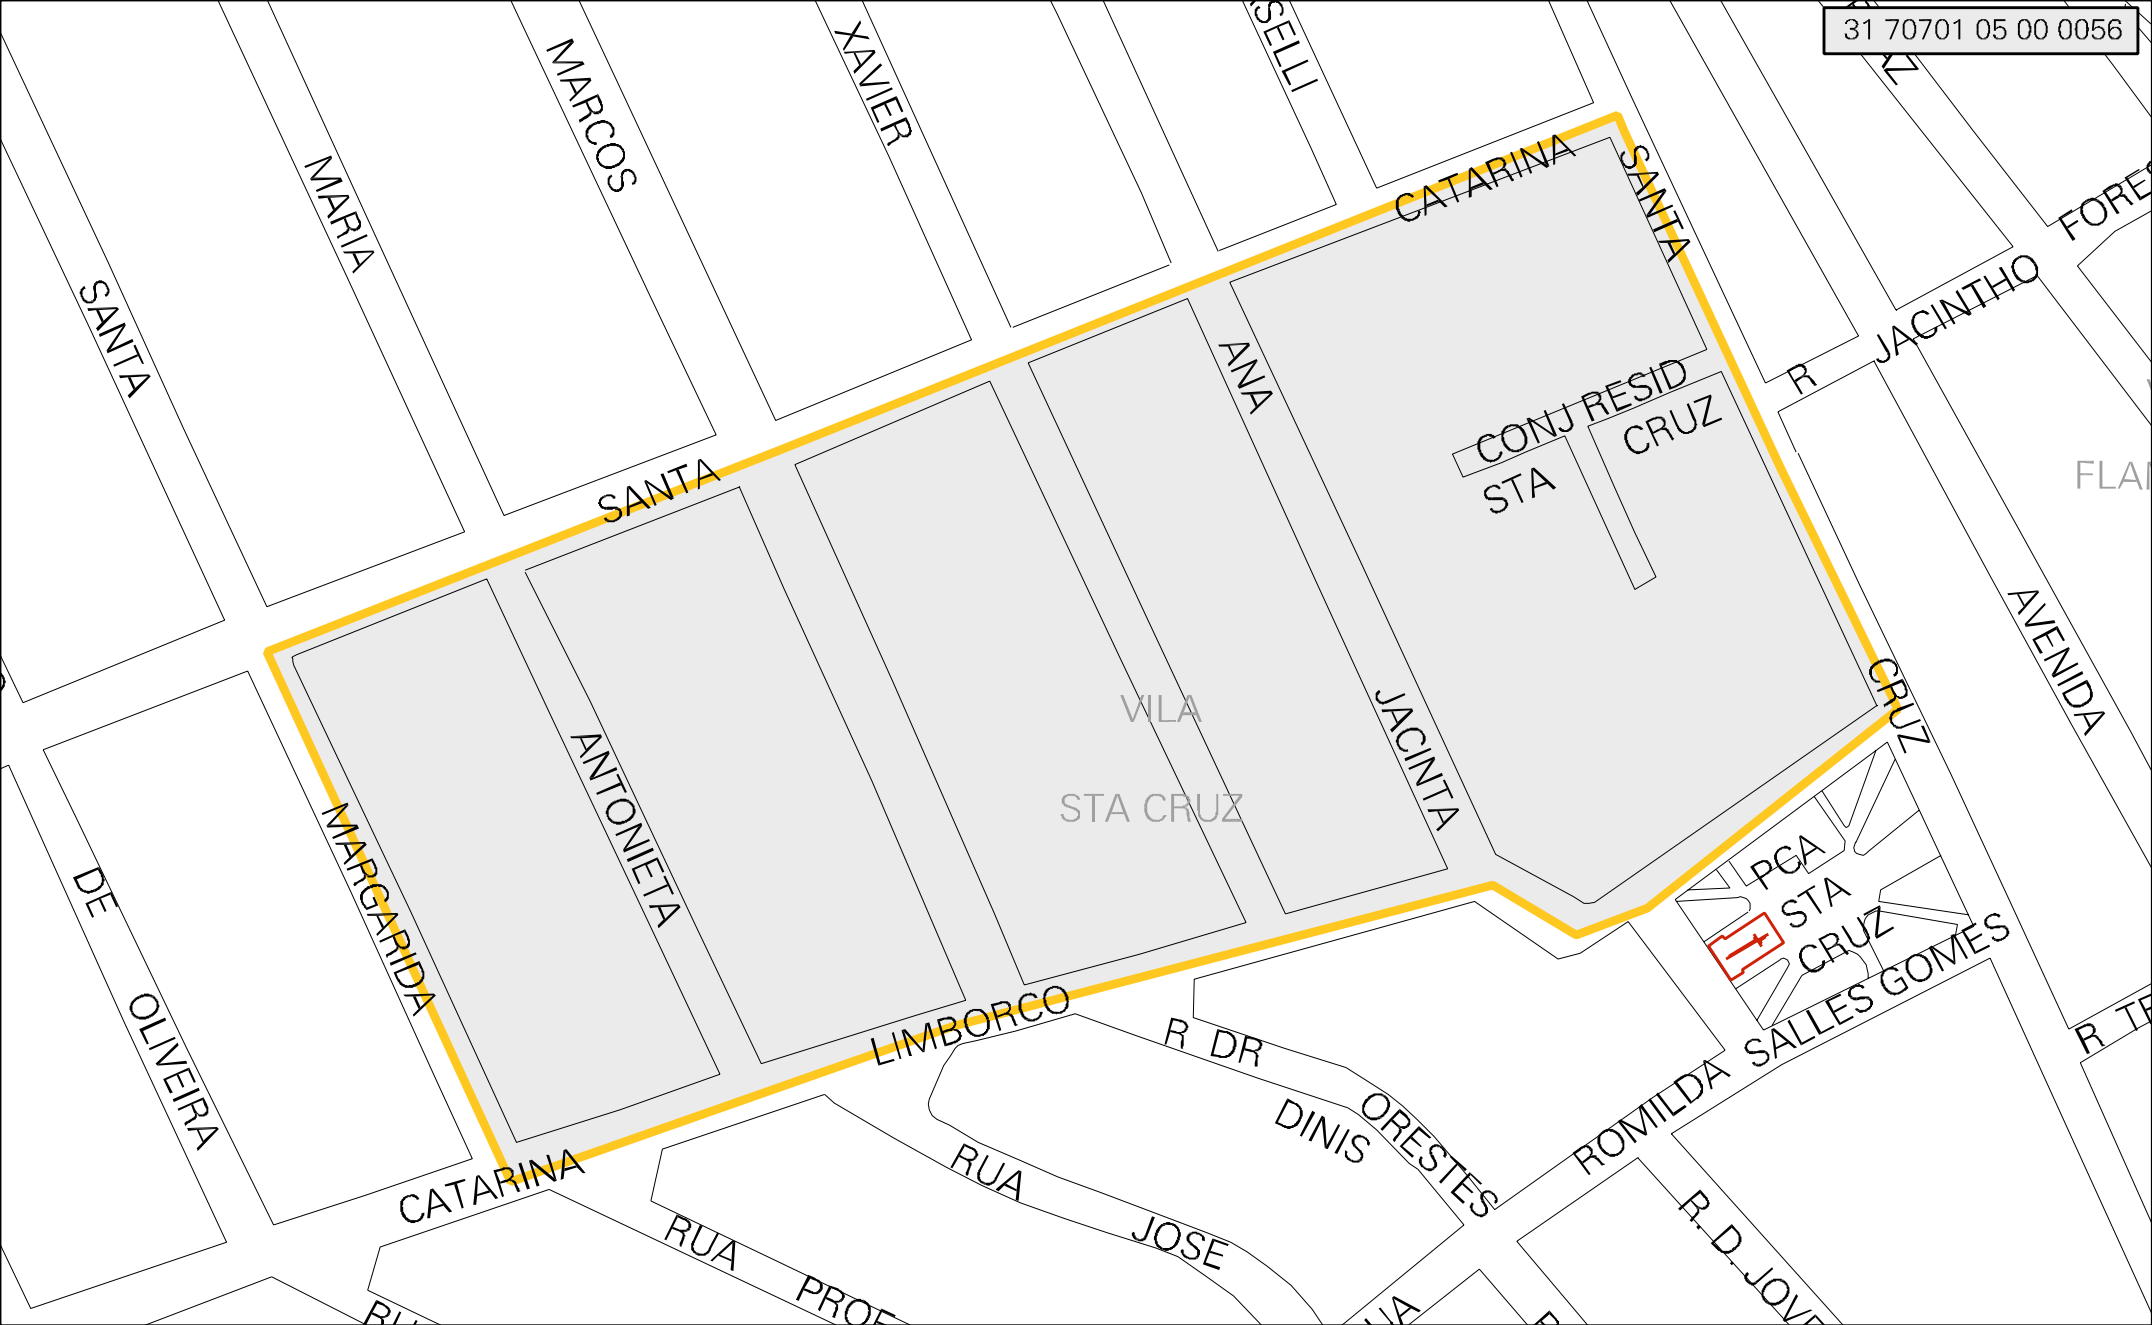 31 70701 05 00 0056
MARCOS
XAVIER
MARIA
SANTA
SANTA
CATARINA
SANTA
CRUZ
R JACINTHO
ANA
JACINTA
CONJ RESID
STA CRUZ
AVENIDA
VILA
STA CRUZ
ANTONIETA
MARGARIDA
DE
OLIVEIRA
PCA
STA
CRUZ
CATARINA
LIMBORCO
R DR
ORESTES
DINIS
ROMILDA SALLES GOMES
RUA
JOSE
RUA
R. D.